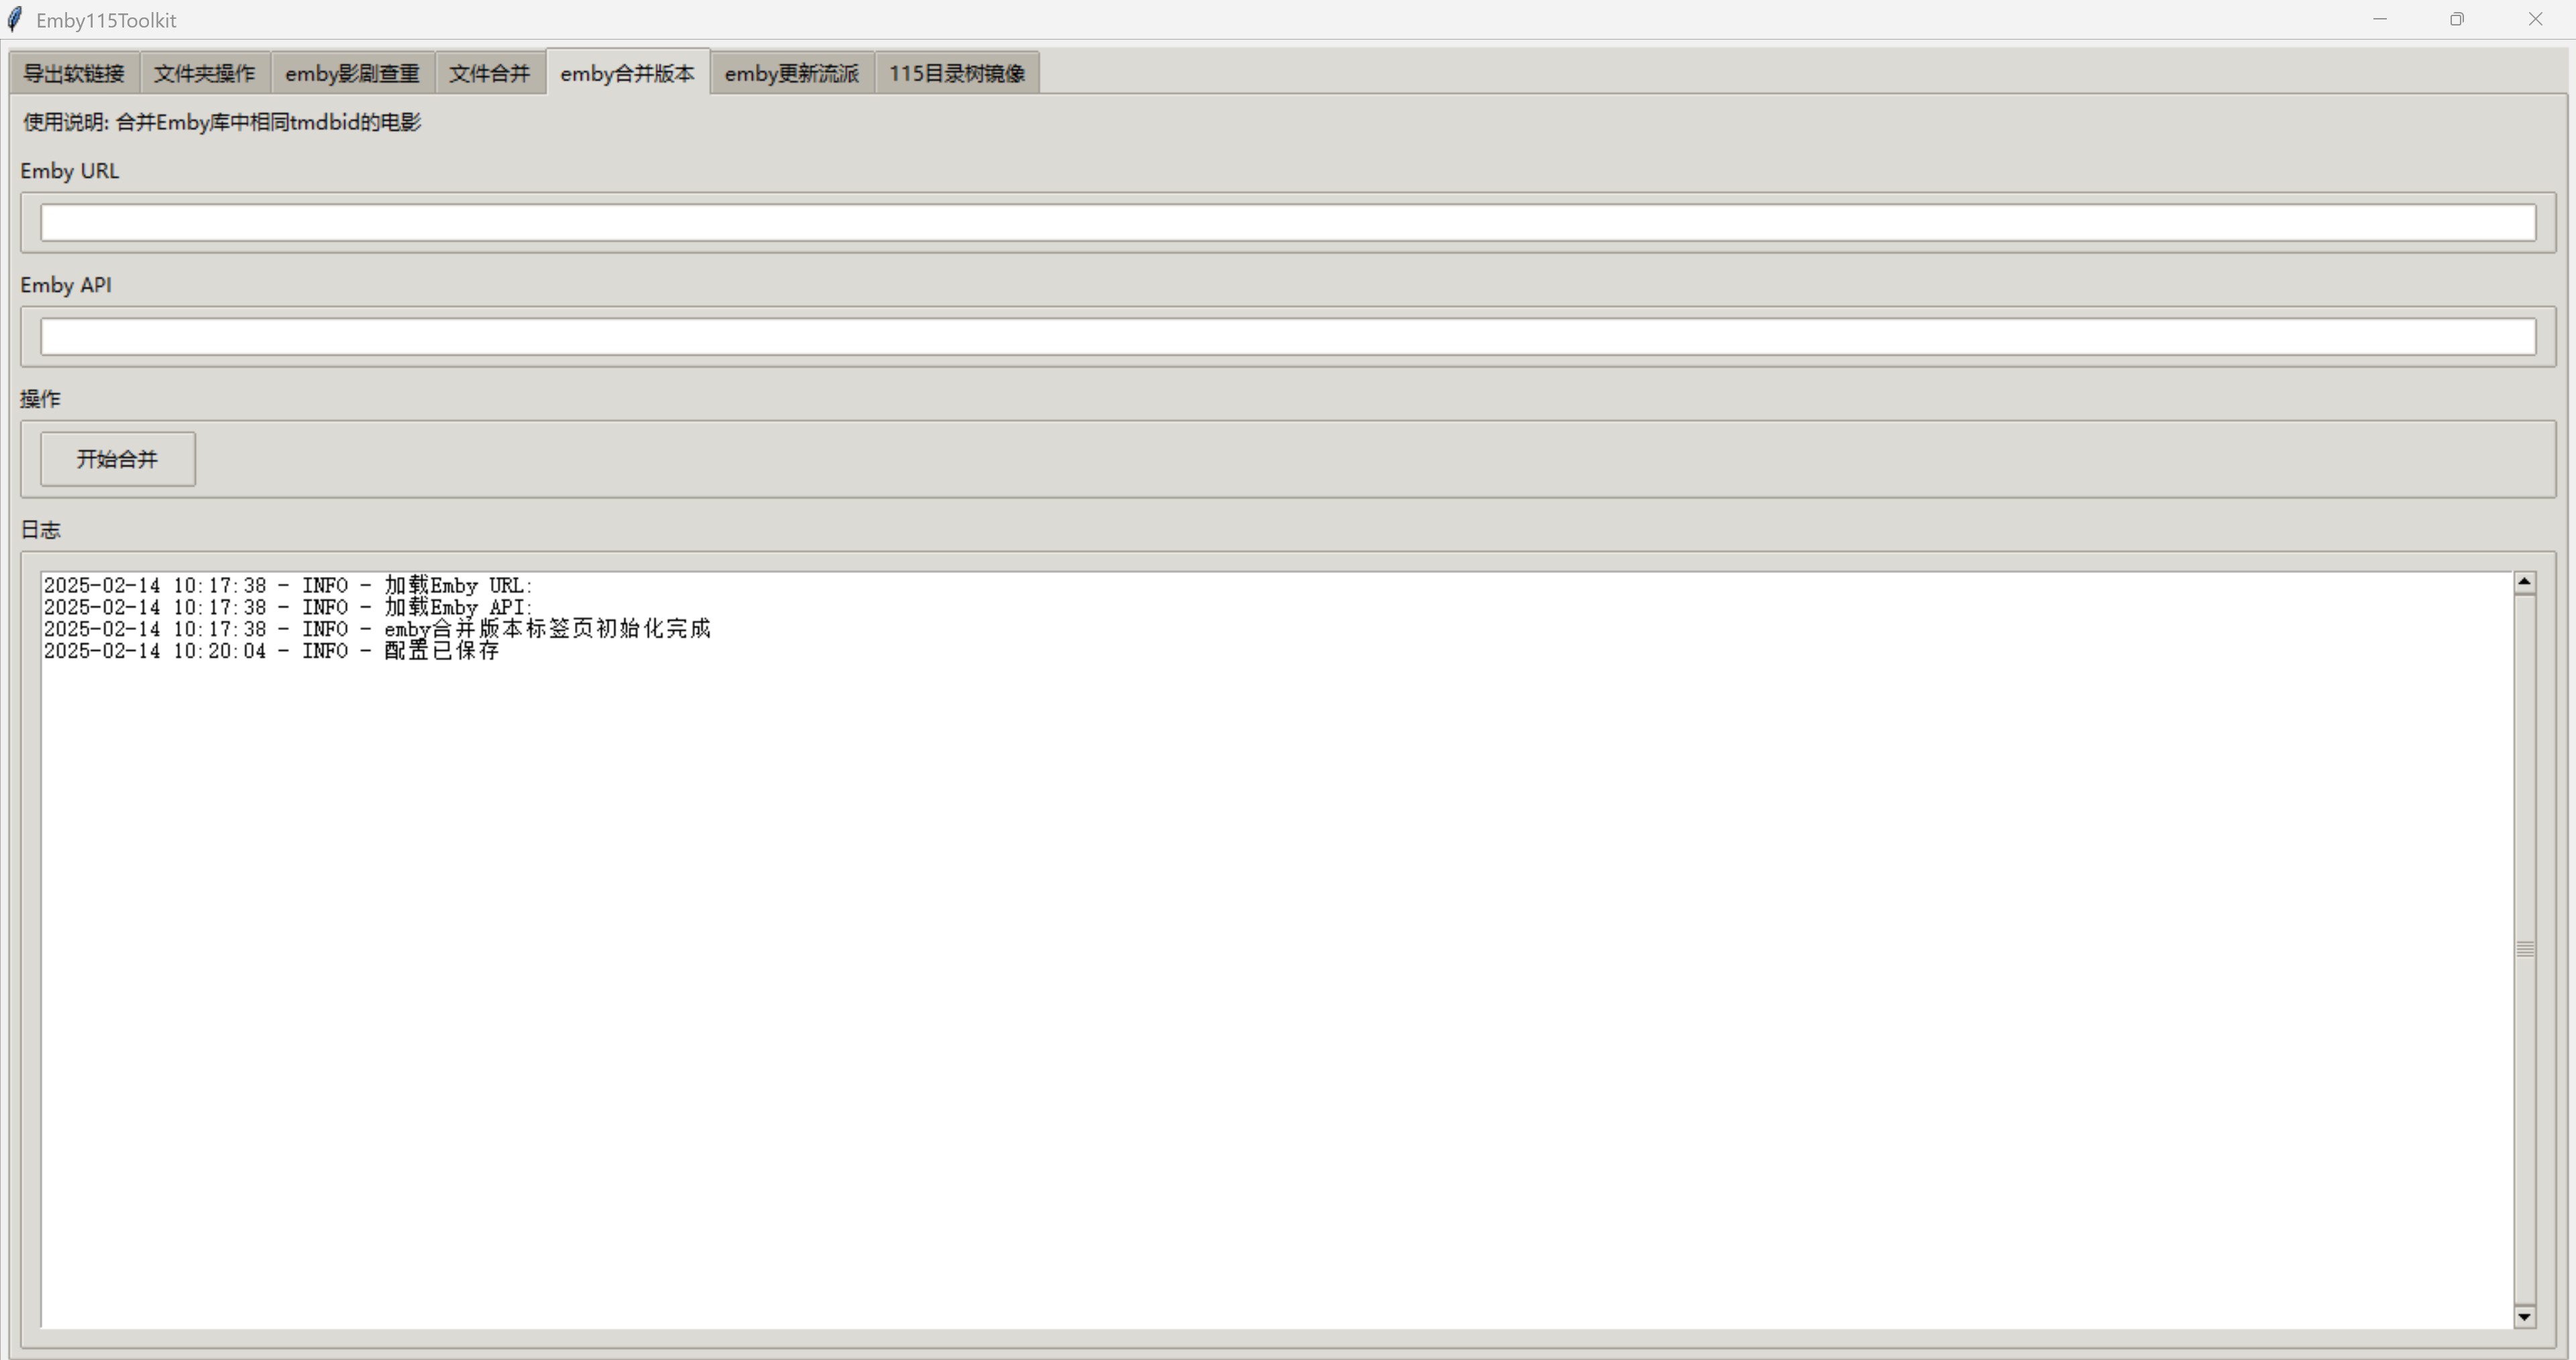 Emby115Toolkit
导出软链接 文件夹操作 emby影剧查重 文件合并 emby合并版本 emby更新流派 115目录树镜像
使用说明: 合并Emby库中相同tmdbid的电影
Emby URL
Emby API
操作
开始合并
日志
2025-02-14 10:17:38 - INFO - 加载Emby URL:
2025-02-14 10:17:38 - INFO - 加载Emby API:
2025-02-14 10:17:38 - INFO - emby合并版本标签页初始化完成
2025-02-14 10:20:04 - INFO - 配置已保存